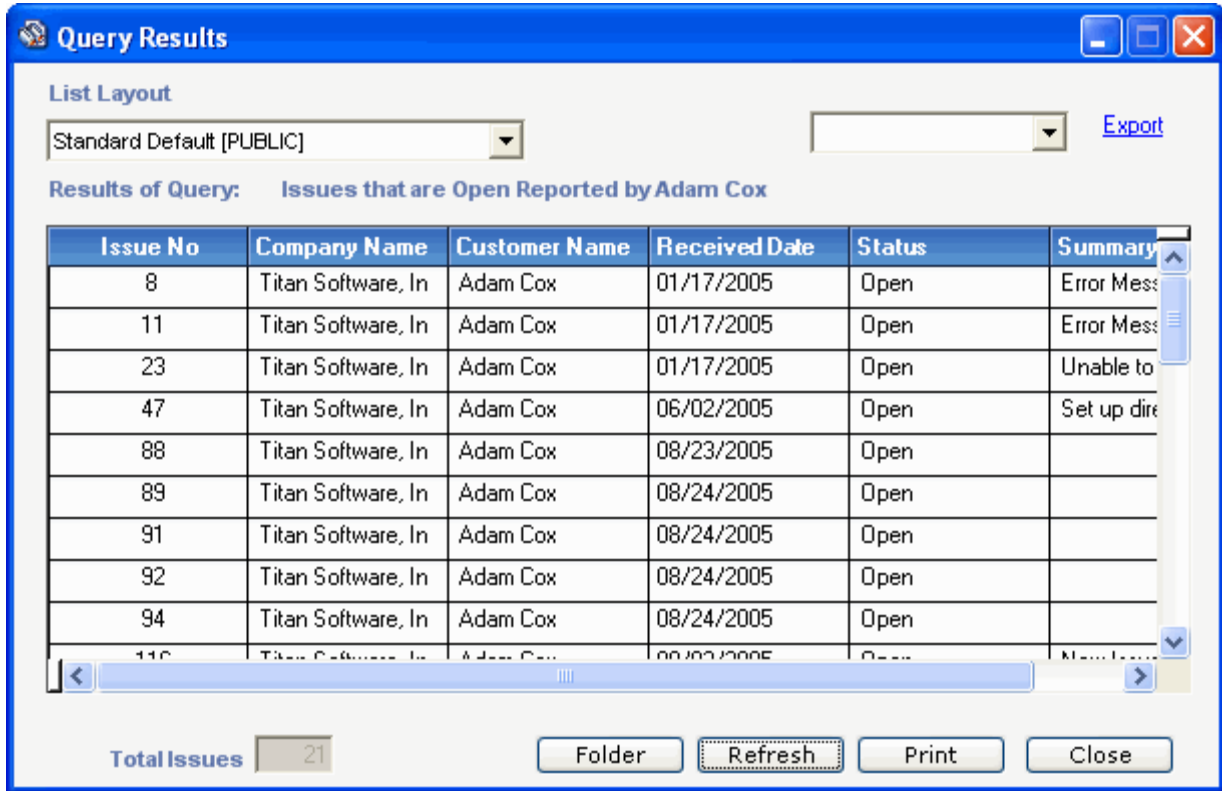 Query Results
List Layout
Standard Default [PUBLIC]
Export
Results of Query: Issues that are Open Reported by Adam Cox
Issue No Company Name Customer Name Received Date Status Summary
8 Titan Software, In Adam Cox 01/17/2005 Open Error Mess
11 Titan Software, In Adam Cox 01/17/2005 Open Error Mess
23 Titan Software, In Adam Cox 01/17/2005 Open Unable to
47 Titan Software, In Adam Cox 06/02/2005 Open Set up dire
88 Titan Software, In Adam Cox 08/23/2005 Open
89 Titan Software, In Adam Cox 08/24/2005 Open
91 Titan Software, In Adam Cox 08/24/2005 Open
92 Titan Software, In Adam Cox 08/24/2005 Open
94 Titan Software, In Adam Cox 08/24/2005 Open
Titan Software, In Adam Cox Open
Total Issues 21
Folder Refresh Print Close